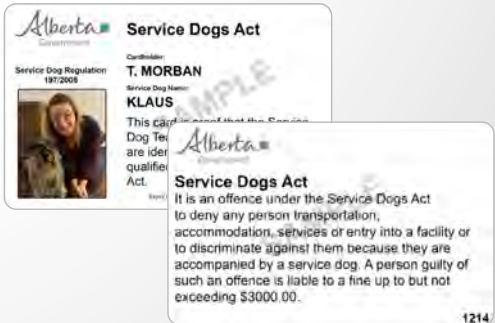 Alberta
Government
Service Dogs Act
Service Dog Regulation
197/2008
Cardholder:
T. MORBAN
Service Dog Name:
KLAUS
SAMPLE
This card is proof that the Service
Dog
are
qualified
Act.
Alberta
Government
Service Dogs Act
It is an offence under the Service Dogs Act
to deny any person transportation,
accommodation, services or entry into a facility or
to discriminate against them because they are
accompanied by a service dog. A person guilty of
such an offence is liable to a fine up to but not
exceeding $3000.00.
1214